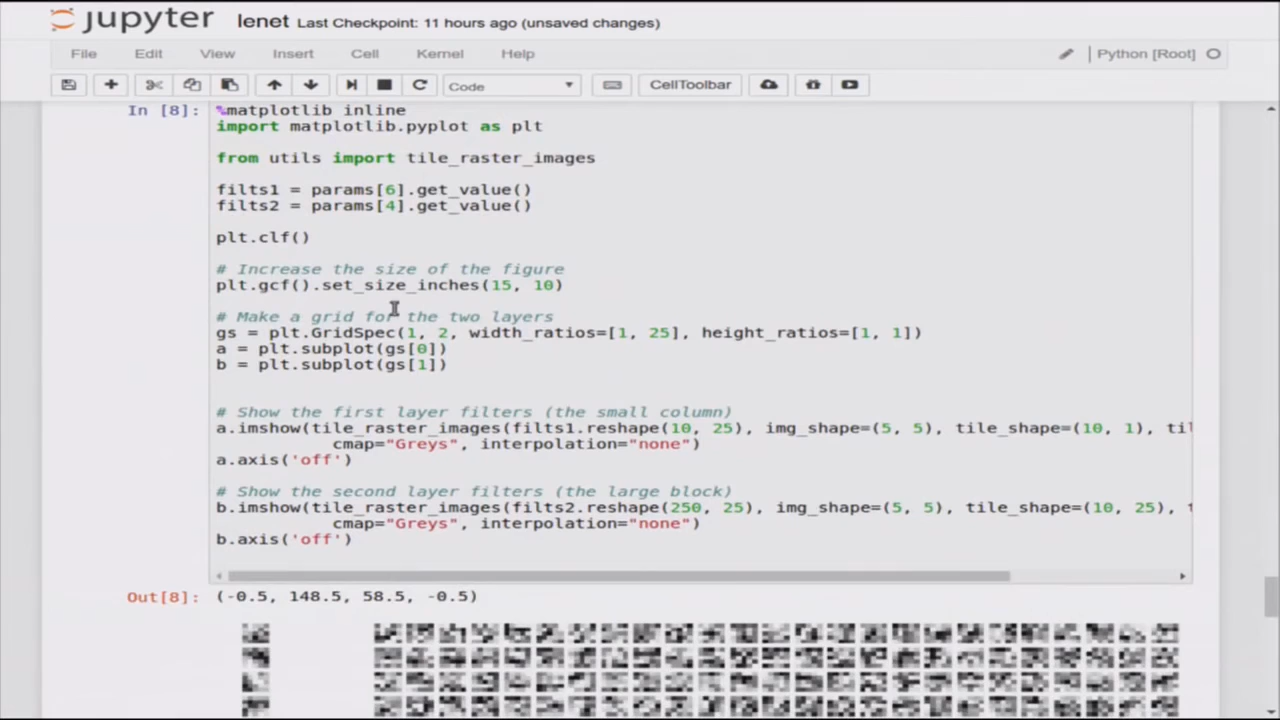 jupyter lenet Last Checkpoint: 11 hours ago (unsaved changes)
File Edit View Insert Cell Kernel Help Python [Root]
Code CellToolbar
In [8]: %matplotlib inline
import matplotlib.pyplot as plt
from utils import tile_raster_images
filts1 = params[6].get_value()
filts2 = params[4].get_value()
plt.clf()
# Increase the size of the figure
plt.gcf().set_size_inches(15, 10)
# Make a grid for the two layers
gs = plt.GridSpec(1, 2, width_ratios=[1, 25], height_ratios=[1, 1])
a = plt.subplot(gs[0])
b = plt.subplot(gs[1])
# Show the first layer filters (the small column)
a.imshow(tile_raster_images(filts1.reshape(10, 25), img_shape=(5, 5), tile_shape=(10, 1), til
cmap="Greys", interpolation="none")
a.axis('off')
# Show the second layer filters (the large block)
b.imshow(tile_raster_images(filts2.reshape(250, 25), img_shape=(5, 5), tile_shape=(10, 25), t
cmap="Greys", interpolation="none")
b.axis('off')
Out[8]: (-0.5, 148.5, 58.5, -0.5)